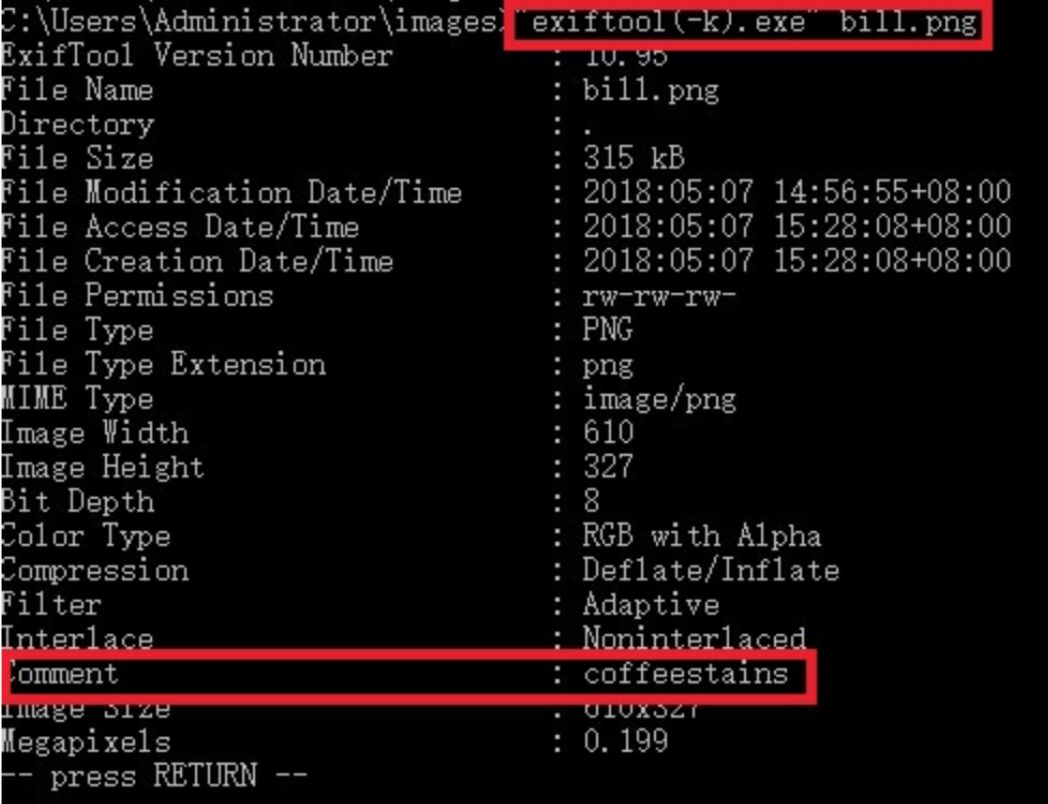 C:\Users\Administrator\images>"exiftool(-k).exe" bill.png
ExifTool Version Number : 10.95
File Name : bill.png
Directory : .
File Size : 315 kB
File Modification Date/Time : 2018:05:07 14:56:55+08:00
File Access Date/Time : 2018:05:07 15:28:08+08:00
File Creation Date/Time : 2018:05:07 15:28:08+08:00
File Permissions : rw-rw-rw-
File Type : PNG
File Type Extension : png
MIME Type : image/png
Image Width : 610
Image Height : 327
Bit Depth : 8
Color Type : RGB with Alpha
Compression : Deflate/Inflate
Filter : Adaptive
Interlace : Noninterlaced
Comment : coffeestains
Image Size : 610x327
Megapixels : 0.199
-- press RETURN --